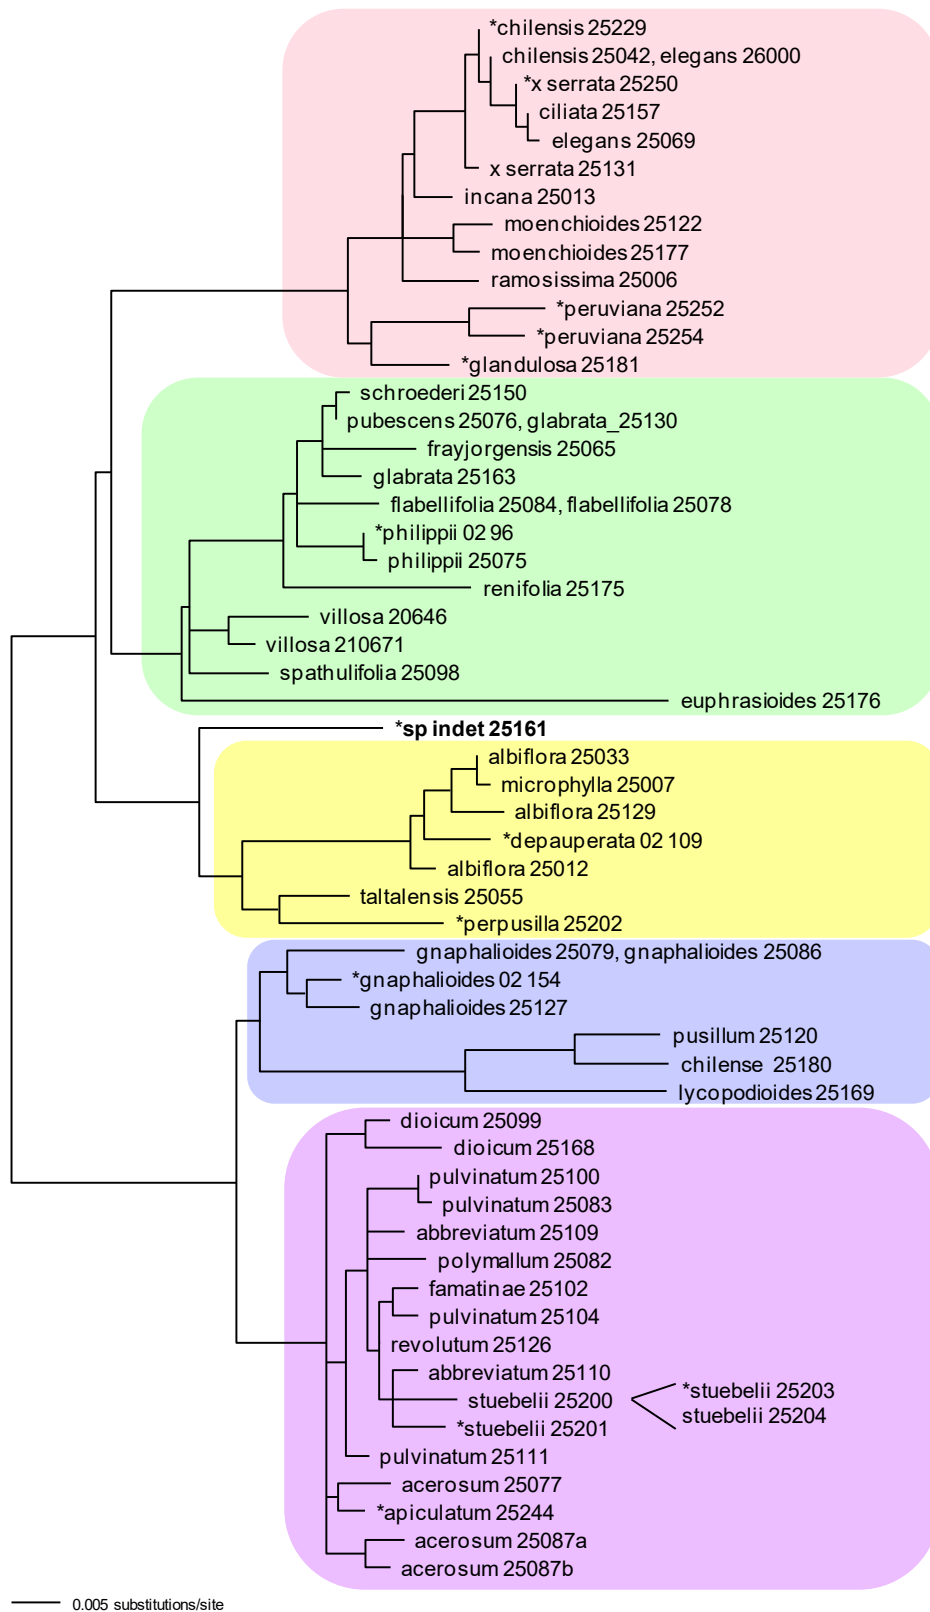 *chilensis 25229
chilensis 25042, elegans 26000
*x serrata 25250
ciliata 25157
elegans 25069
x serrata 25131
incana 25013
moenchioides 25122
moenchioides 25177
ramosissima 25006
*peruviana 25252
*peruviana 25254
*glandulosa 25181
schroederi 25150
pubescens 25076, glabrata_25130
frayjorgensis 25065
glabrata 25163
flabellifolia 25084, flabellifolia 25078
*philippii 02 96
philippii 25075
renifolia 25175
villosa 20646
villosa 210671
spathulifolia 25098
euphrasioides 25176
*sp indet 25161
albiflora 25033
microphylla 25007
albiflora 25129
*depauperata 02 109
albiflora 25012
taltalensis 25055
*perpusilla 25202
gnaphalioides 25079, gnaphalioides 25086
*gnaphalioides 02 154
gnaphalioides 25127
pusillum 25120
chilense 25180
lycopodioides 25169
dioicum 25099
dioicum 25168
pulvinatum 25100
pulvinatum 25083
abbreviatum 25109
polymallum 25082
famatinae 25102
pulvinatum 25104
revolutum 25126
abbreviatum 25110
stuebelii 25200
*stuebelii 25203
stuebelii 25204
*stuebelii 25201
pulvinatum 25111
acerosum 25077
*apiculatum 25244
acerosum 25087a
acerosum 25087b
0.005 substitutions/site